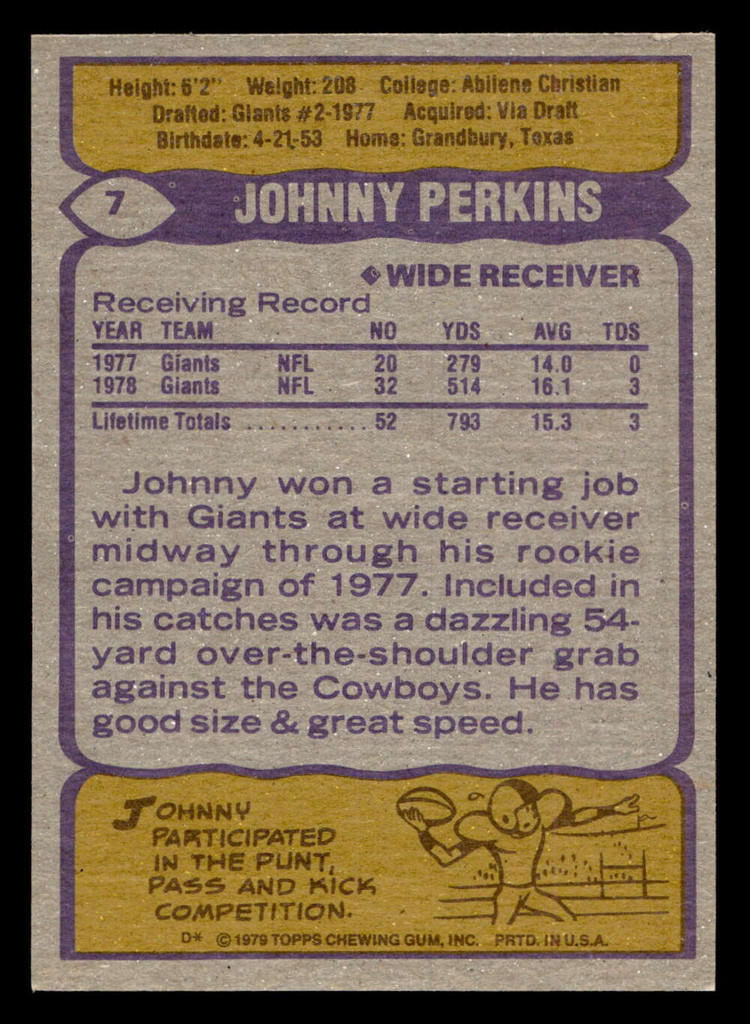 Height: 6'2" Weight: 208 College: Abilene Christian
Drafted: Giants #2-1977 Acquired: Via Draft
Birthdate: 4-21-53 Home: Grandbury, Texas
7 JOHNNY PERKINS
WIDE RECEIVER
Receiving Record
YEAR TEAM NO YDS AVG TDS
1977 Giants NFL 20 279 14.0 0
1978 Giants NFL 32 514 16.1 3
Lifetime Totals ........... 52 793 15.3 3
Johnny won a starting job
with Giants at wide receiver
midway through his rookie
campaign of 1977. Included in
his catches was a dazzling 54-
yard over-the-shoulder grab
against the Cowboys. He has
good size & great speed.
JOHNNY
PARTICIPATED
IN THE PUNT,
PASS AND KICK
COMPETITION.
D* © 1979 TOPPS CHEWING GUM, INC. PRTD. IN U.S.A.